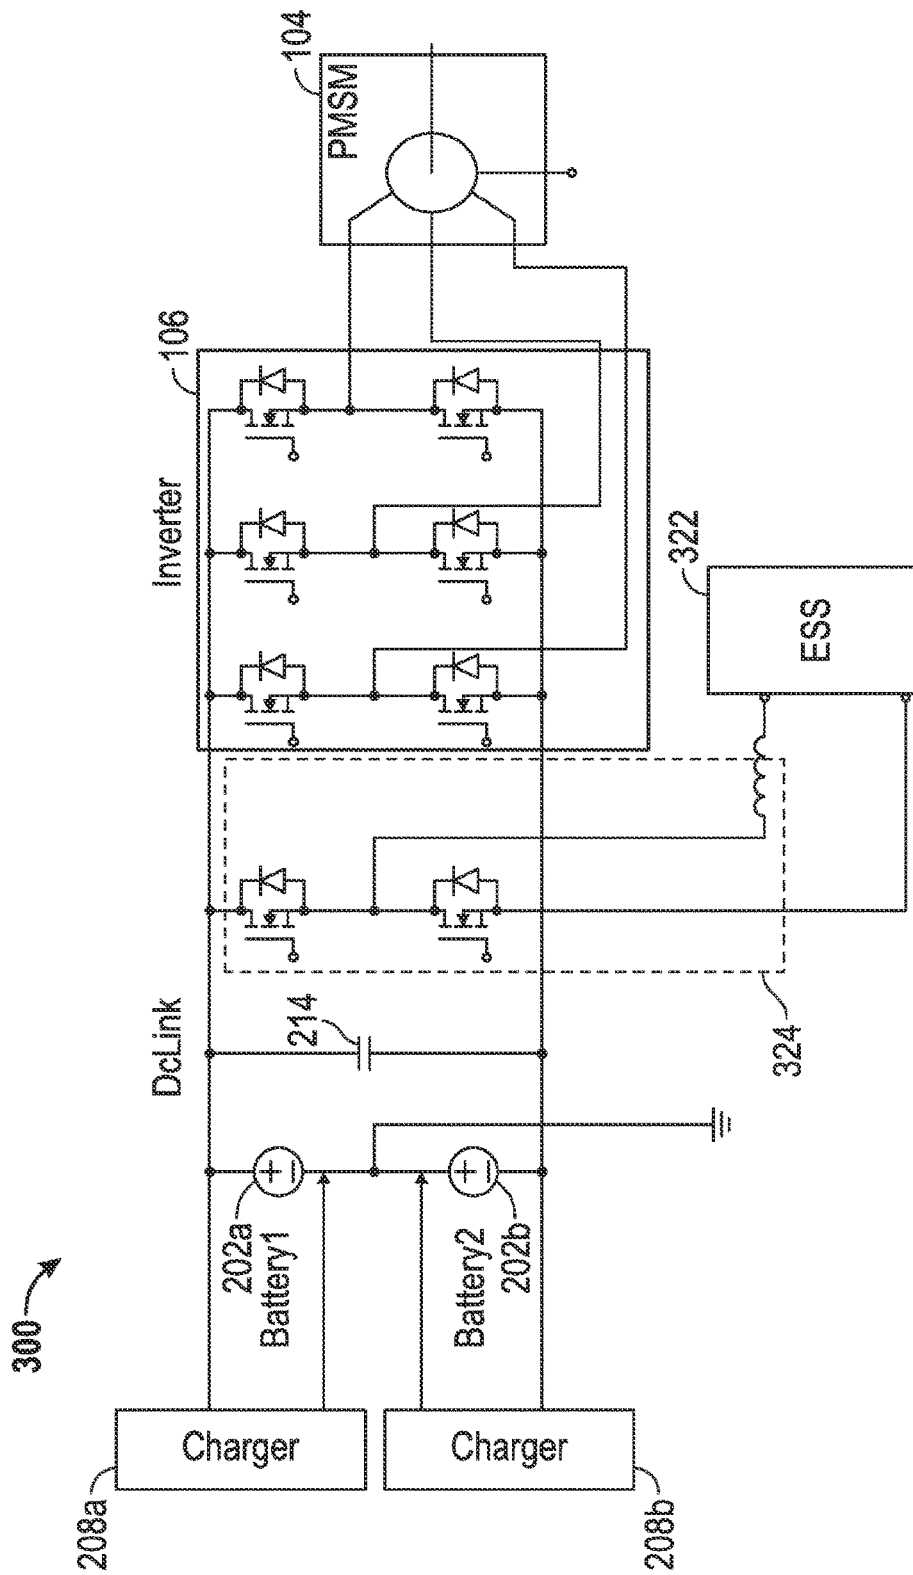 300
208a
Charger
208b
Charger
202a
Battery1
Battery2
202b
DcLink
214
324
Inverter
106
322
ESS
104
PMSM